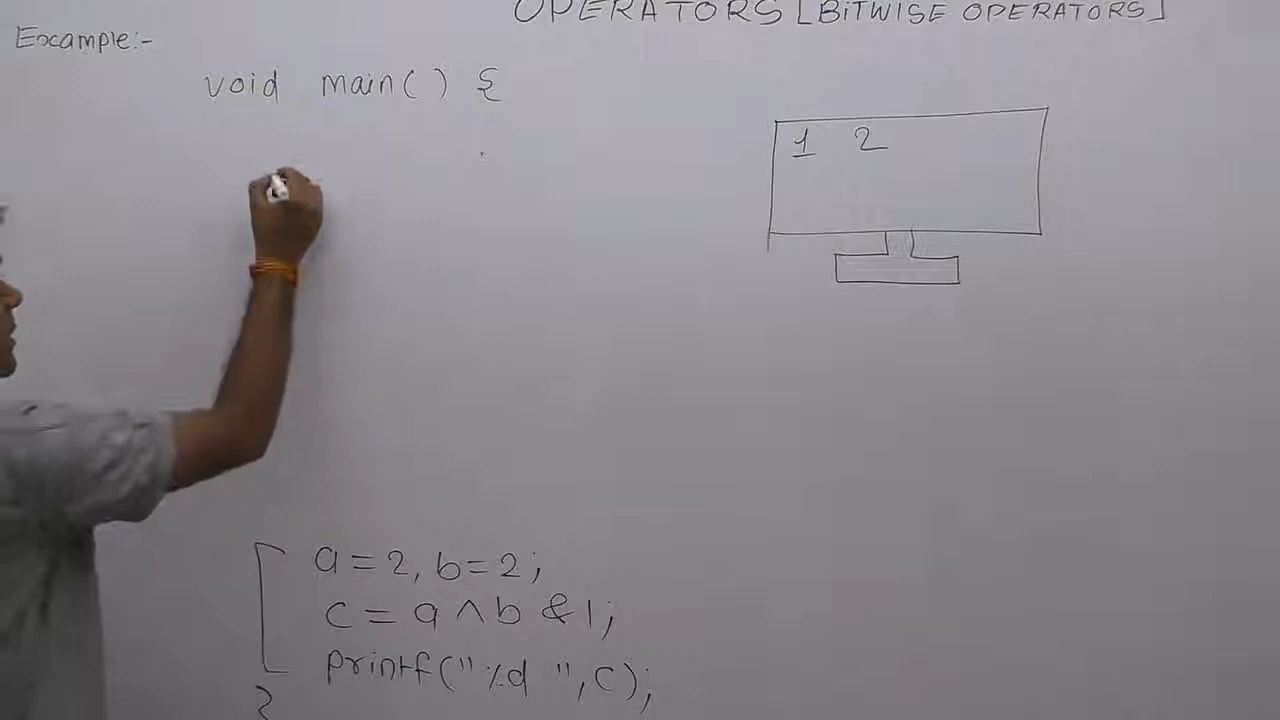 OPERATORS [BITWISE OPERATORS]
Example:-
void main() {
1 2
a=2, b=2;
c = a ^ b & 1;
printf("%d ", c);
}